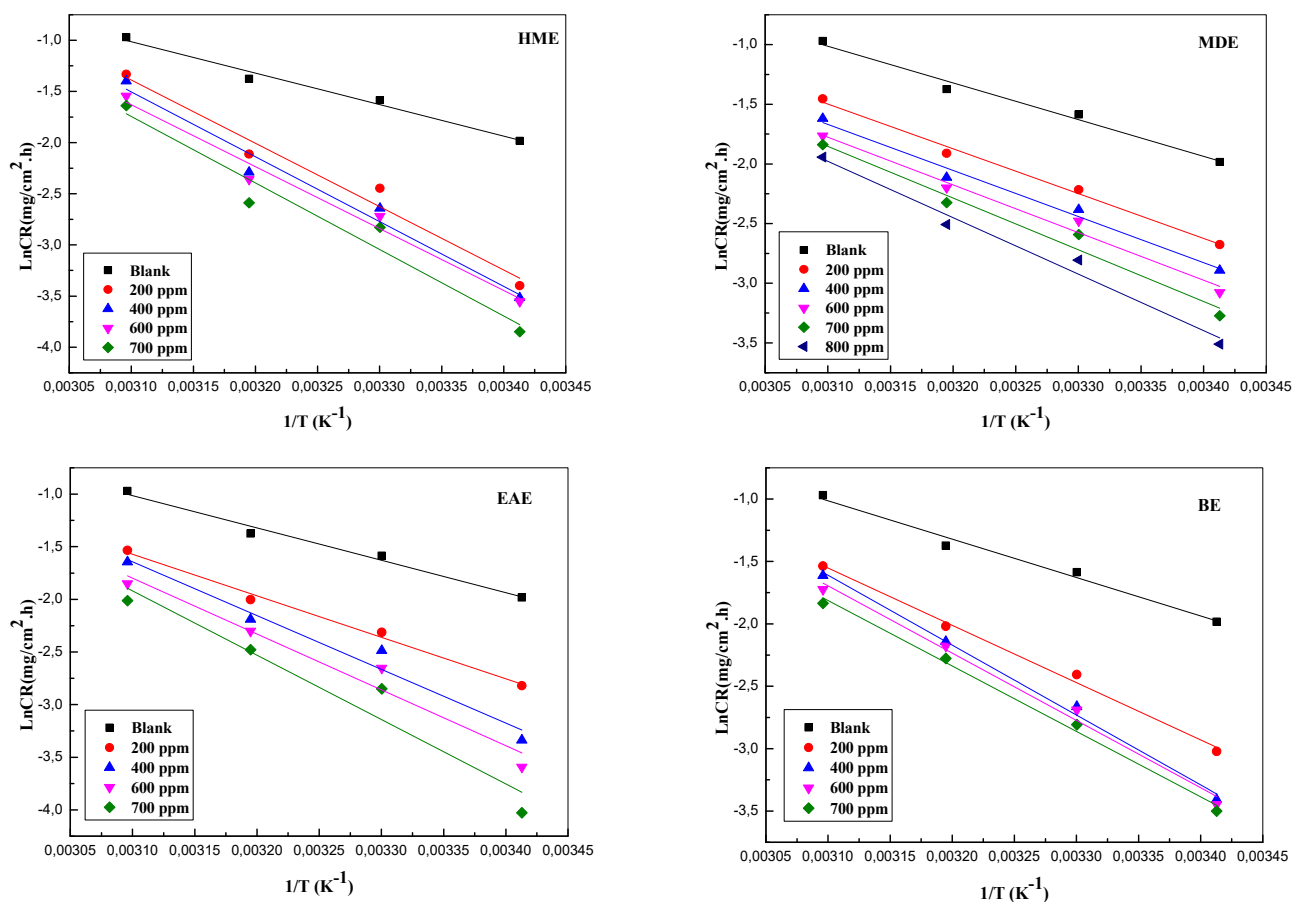 HME
LnCR(mg/cm².h)
-1,0
-1,5
-2,0
-2,5
-3,0
-3,5
-4,0
Blank
200 ppm
400 ppm
600 ppm
700 ppm
0,00305 0,00310 0,00315 0,00320 0,00325 0,00330 0,00335 0,00340 0,00345
1/T (K⁻¹)
MDE
LnCR(mg/cm².h)
-1,0
-1,5
-2,0
-2,5
-3,0
-3,5
Blank
200 ppm
400 ppm
600 ppm
700 ppm
800 ppm
0,00305 0,00310 0,00315 0,00320 0,00325 0,00330 0,00335 0,00340 0,00345
1/T (K⁻¹)
EAE
LnCR(mg/cm².h)
-1,0
-1,5
-2,0
-2,5
-3,0
-3,5
-4,0
Blank
200 ppm
400 ppm
600 ppm
700 ppm
0,00305 0,00310 0,00315 0,00320 0,00325 0,00330 0,00335 0,00340 0,00345
1/T (K⁻¹)
BE
LnCR(mg/cm².h)
-1,0
-1,5
-2,0
-2,5
-3,0
-3,5
Blank
200 ppm
400 ppm
600 ppm
700 ppm
0,00305 0,00310 0,00315 0,00320 0,00325 0,00330 0,00335 0,00340 0,00345
1/T (K⁻¹)